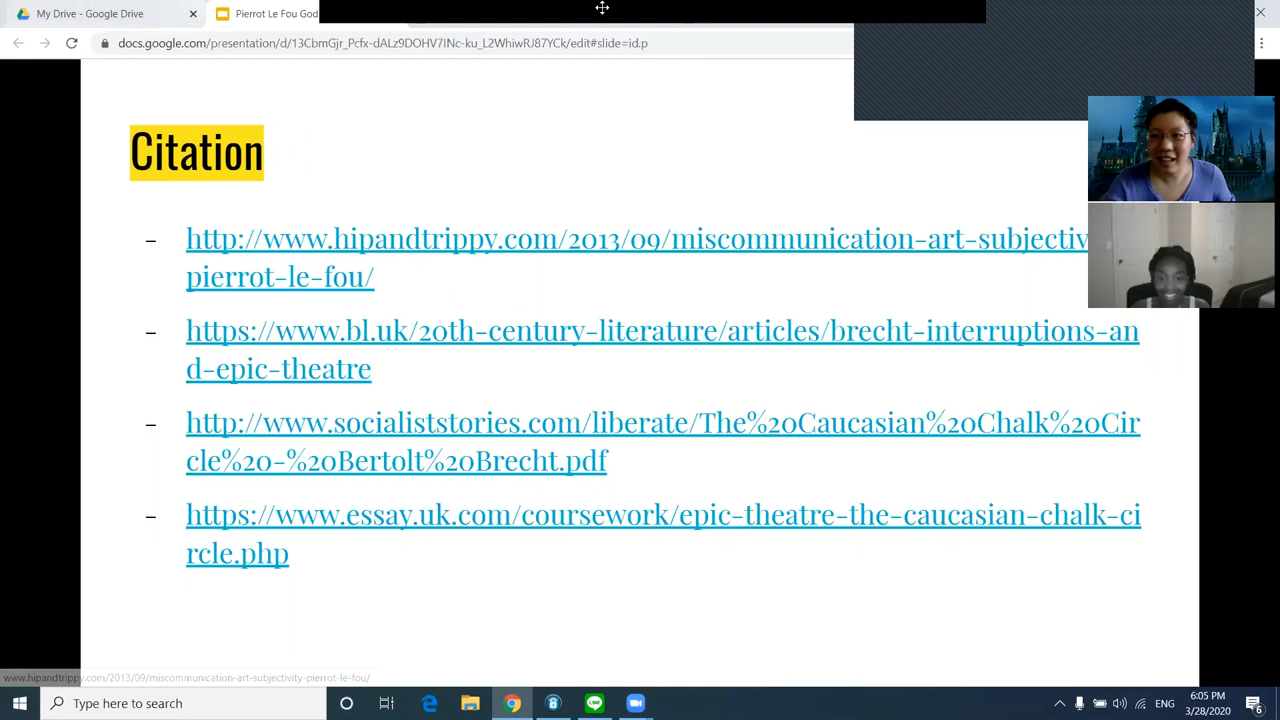 My Drive - Google Drive
Pierrot Le Fou God
docs.google.com/presentation/d/13CbmGjr_Pcfx-dALz9DOHV7INc-ku_L2WhiwRJ87YCk/edit#slide=id.p
Citation
- http://www.hipandtrippy.com/2013/09/miscommunication-art-subjectiv
pierrot-le-fou/
- https://www.bl.uk/20th-century-literature/articles/brecht-interruptions-an
d-epic-theatre
- http://www.socialiststories.com/liberate/The%20Caucasian%20Chalk%20Cir
cle%20-%20Bertolt%20Brecht.pdf
- https://www.essay.uk.com/coursework/epic-theatre-the-caucasian-chalk-ci
rcle.php
www.hipandtrippy.com/2013/09/miscommunication-art-subjectivity-pierrot-le-fou/
Type here to search
ENG
6:05 PM
3/28/2020
6